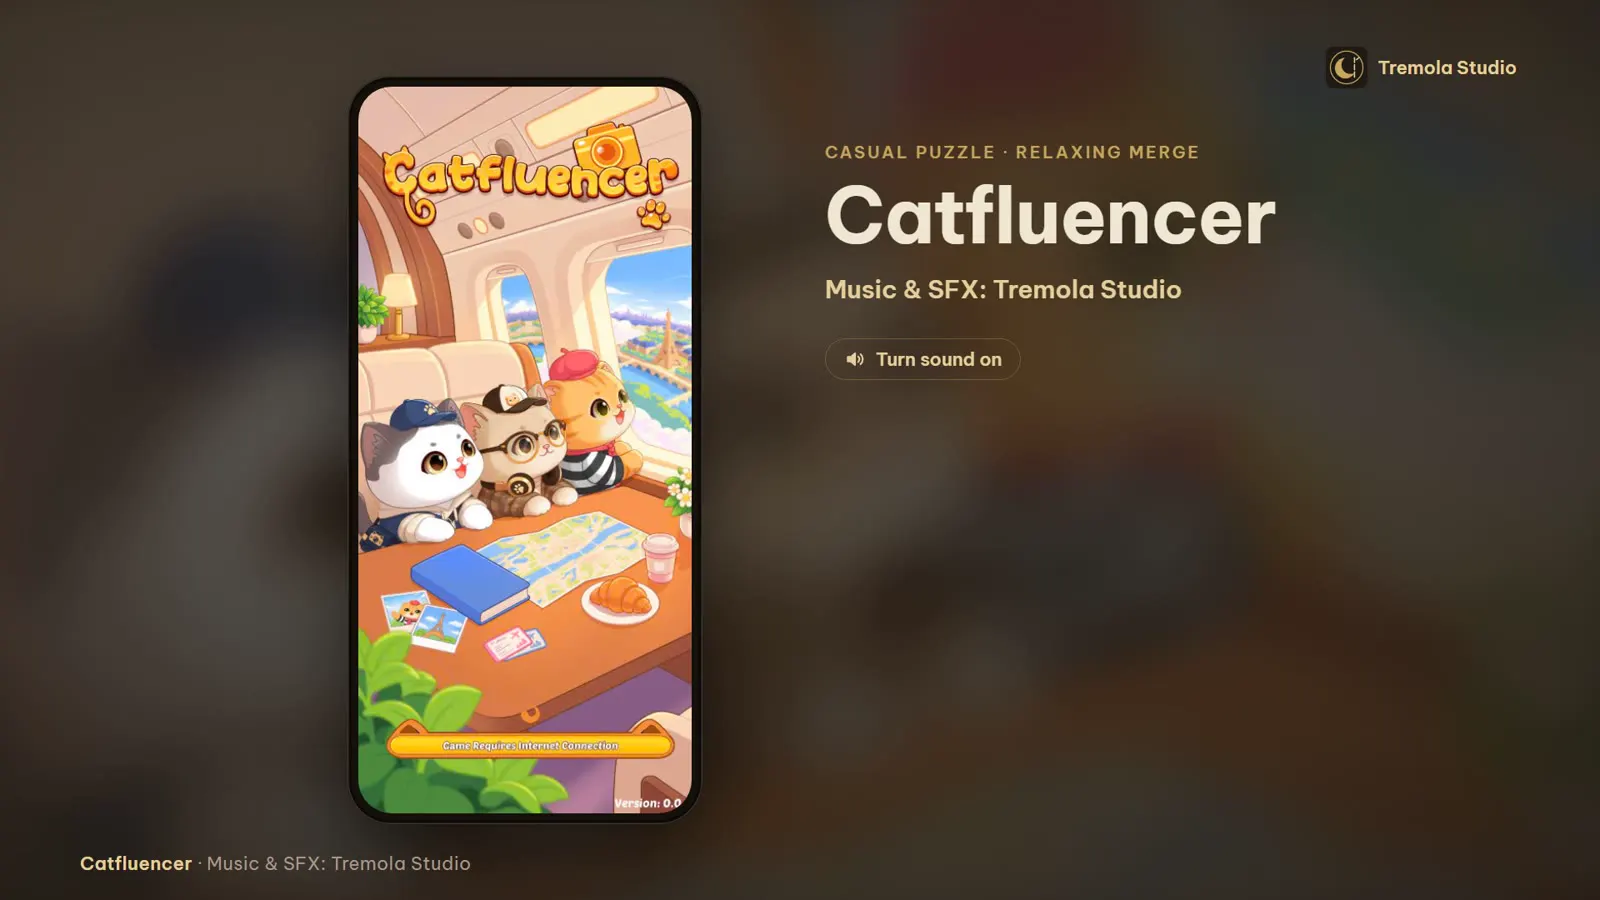 Tremola Studio
CASUAL PUZZLE · RELAXING MERGE
Catfluencer
Music & SFX: Tremola Studio
Turn sound on
Catfluencer
Game Requires Internet Connection
Version: 0.0
Catfluencer · Music & SFX: Tremola Studio